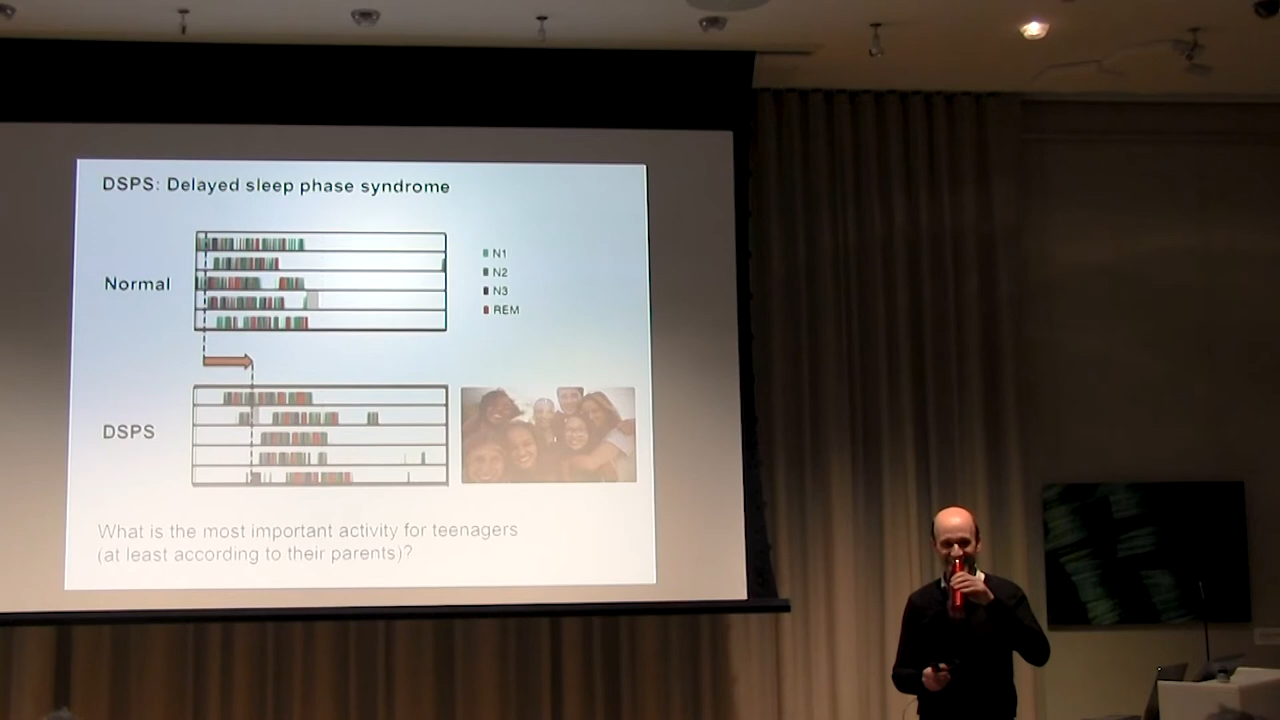 DSPS: Delayed sleep phase syndrome
Normal
N1
N2
N3
REM
DSPS
What is the most important activity for teenagers
(at least according to their parents)?